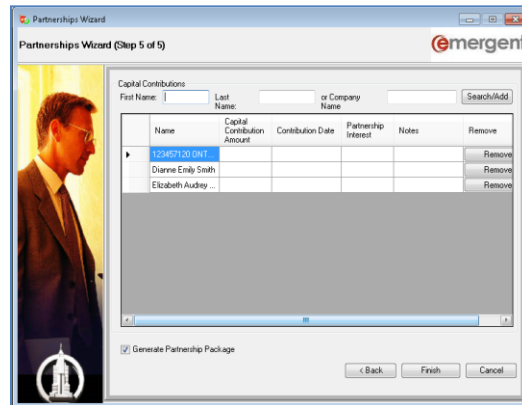 Partnerships Wizard
Partnerships Wizard (Step 5 of 5)
emergent
Capital Contributions
First Name:
Last Name:
or Company Name
Search/Add
Name
Capital Contribution Amount
Contribution Date
Partnership Interest
Notes
Remove
123457120 ONT...
Remove
Dianne Emily Smith
Remove
Elizabeth Audrey ...
Remove
Generate Partnership Package
< Back
Finish
Cancel